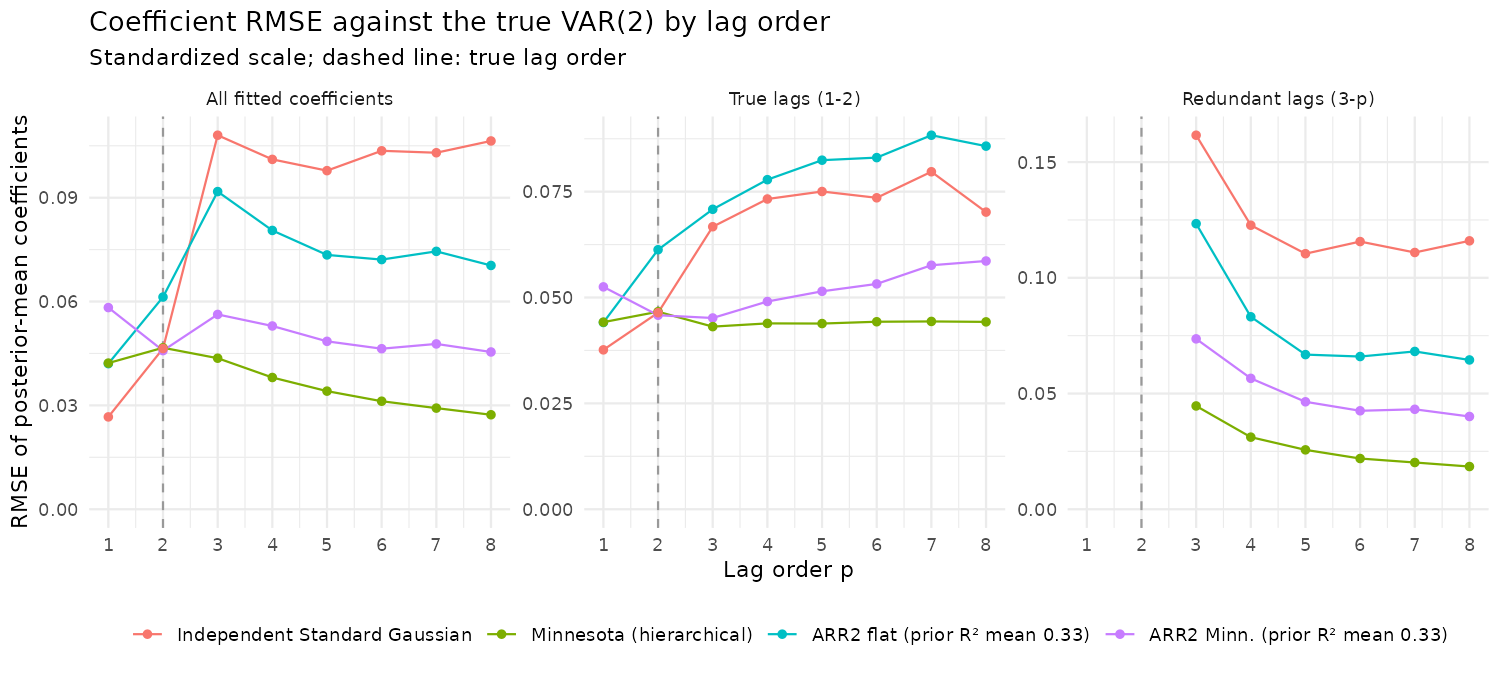 Coefficient RMSE against the true VAR(2) by lag order
Standardized scale; dashed line: true lag order
All fitted coefficients
True lags (1-2)
Redundant lags (3-p)
RMSE of posterior-mean coefficients
0.09
0.06
0.03
0.00
0.075
0.050
0.025
0.000
0.15
0.10
0.05
0.00
1 2 3 4 5 6 7 8
1 2 3 4 5 6 7 8
1 2 3 4 5 6 7 8
Lag order p
Independent Standard Gaussian
Minnesota (hierarchical)
ARR2 flat (prior R² mean 0.33)
ARR2 Minn. (prior R² mean 0.33)